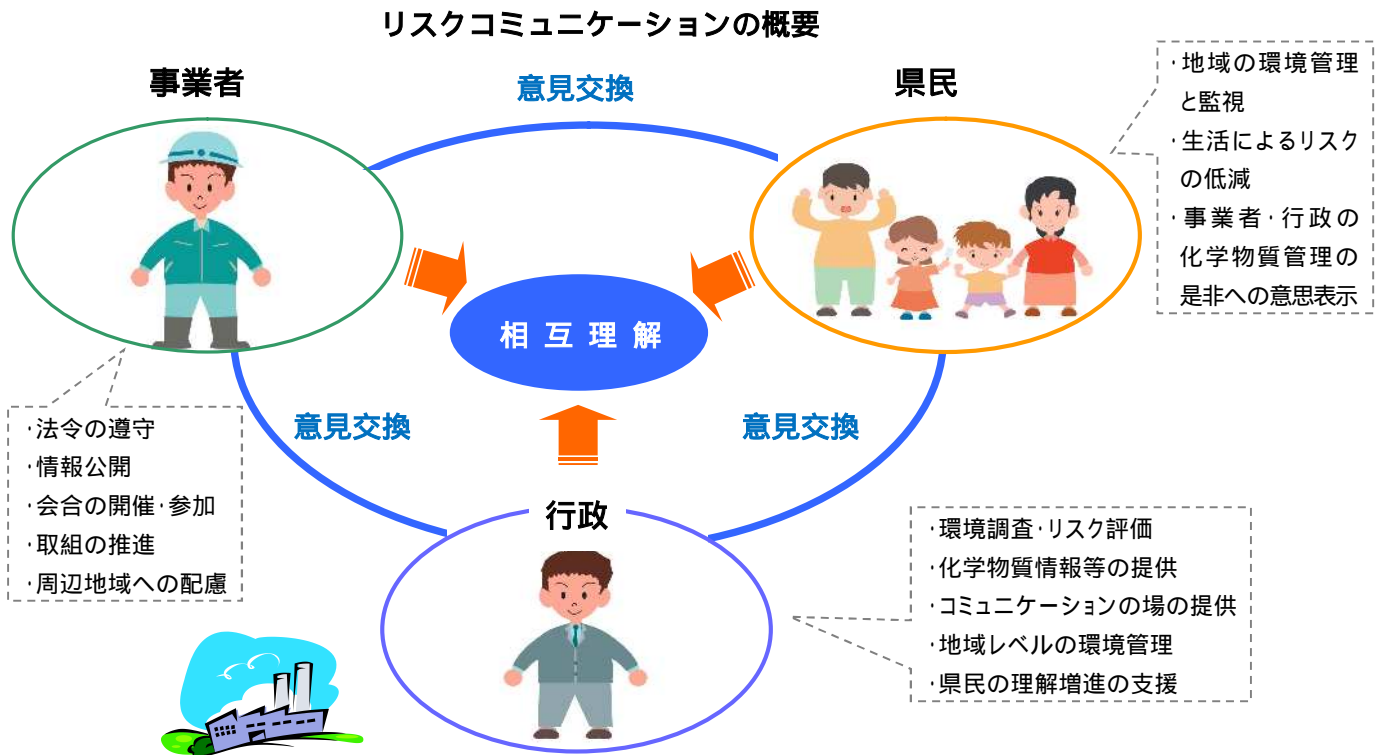 リスクコミュニケーションの概要
事業者
意見交換
県民
・地域の環境管理
と監視
・生活によるリスク
の低減
・事業者・行政の
化学物質管理の
是非への意思表示
相互理解
・法令の遵守
・情報公開
・会合の開催・参加
・取組の推進
・周辺地域への配慮
意見交換
意見交換
行政
・環境調査・リスク評価
・化学物質情報等の提供
・コミュニケーションの場の提供
・地域レベルの環境管理
・県民の理解増進の支援